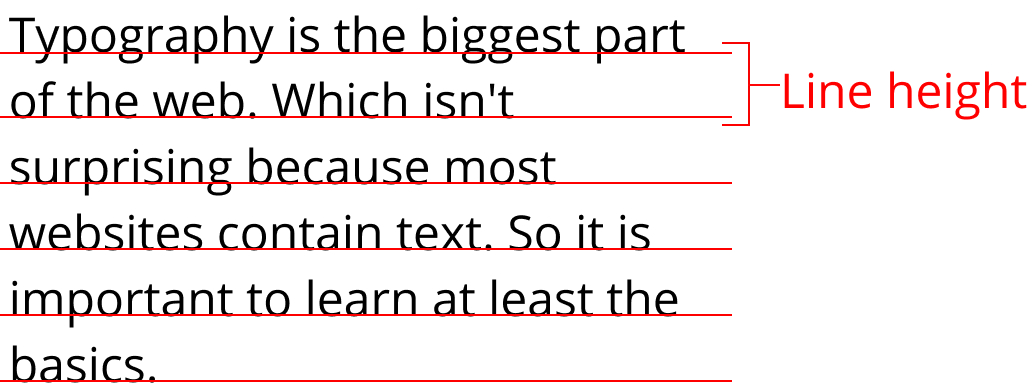 Typography is the biggest part
of the web. Which isn't
surprising because most
websites contain text. So it is
important to learn at least the
basics.
Line height